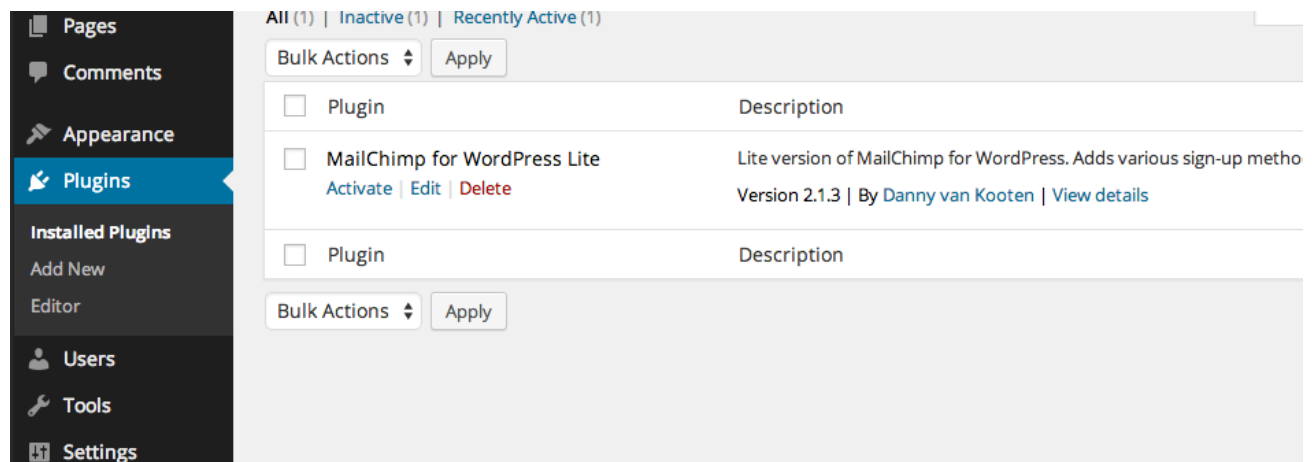 Pages
Comments
Appearance
Plugins
Installed Plugins
Add New
Editor
Users
Tools
Settings
All (1) | Inactive (1) | Recently Active (1)
Bulk Actions Apply
Plugin Description
MailChimp for WordPress Lite Lite version of MailChimp for WordPress. Adds various sign-up metho
Activate | Edit | Delete Version 2.1.3 | By Danny van Kooten | View details
Plugin Description
Bulk Actions Apply